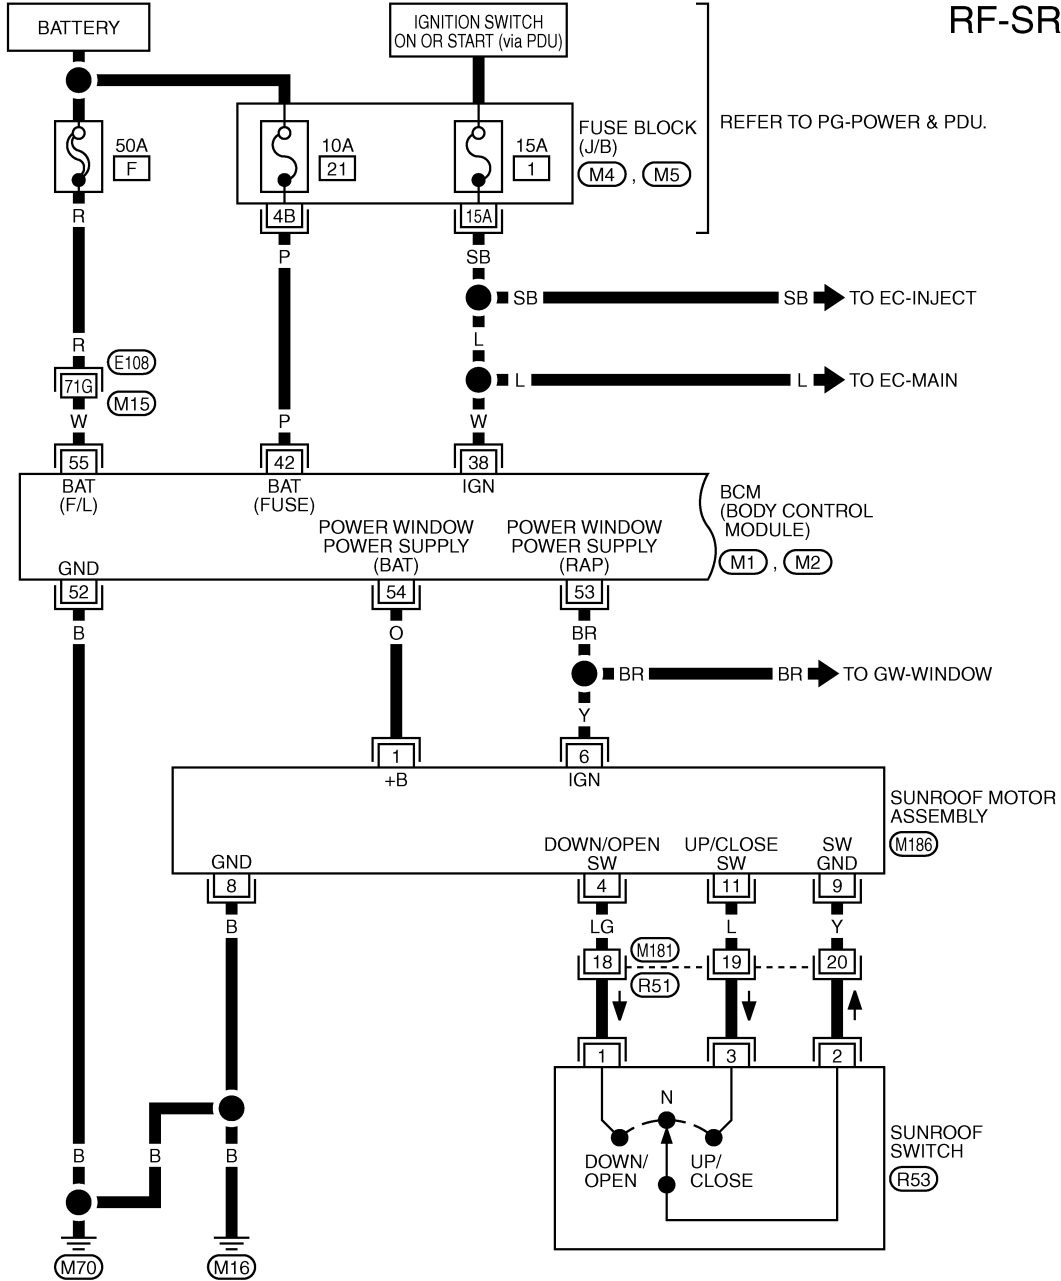 RF-SR
BATTERY
IGNITION SWITCH
ON OR START (via PDU)
REFER TO PG-POWER & PDU.
50A
F
10A
21
15A
1
FUSE BLOCK
(J/B)
M4 , M5
R
4B
15A
P
SB
SB
SB
TO EC-INJECT
R
E108
L
71G
L
L
TO EC-MAIN
M15
W
P
W
55
42
38
BAT
(F/L)
BAT
(FUSE)
IGN
BCM
(BODY CONTROL
MODULE)
M1 , M2
POWER WINDOW
POWER SUPPLY
(BAT)
POWER WINDOW
POWER SUPPLY
(RAP)
GND
52
54
53
B
O
BR
BR
BR
TO GW-WINDOW
Y
1
6
+B
IGN
SUNROOF MOTOR
ASSEMBLY
M186
GND
DOWN/OPEN
SW
UP/CLOSE
SW
SW
GND
8
4
11
9
B
LG
L
Y
M181
18
19
20
R51
1
3
2
N
DOWN/
OPEN
UP/
CLOSE
SUNROOF
SWITCH
R53
B
B
B
M70
M16